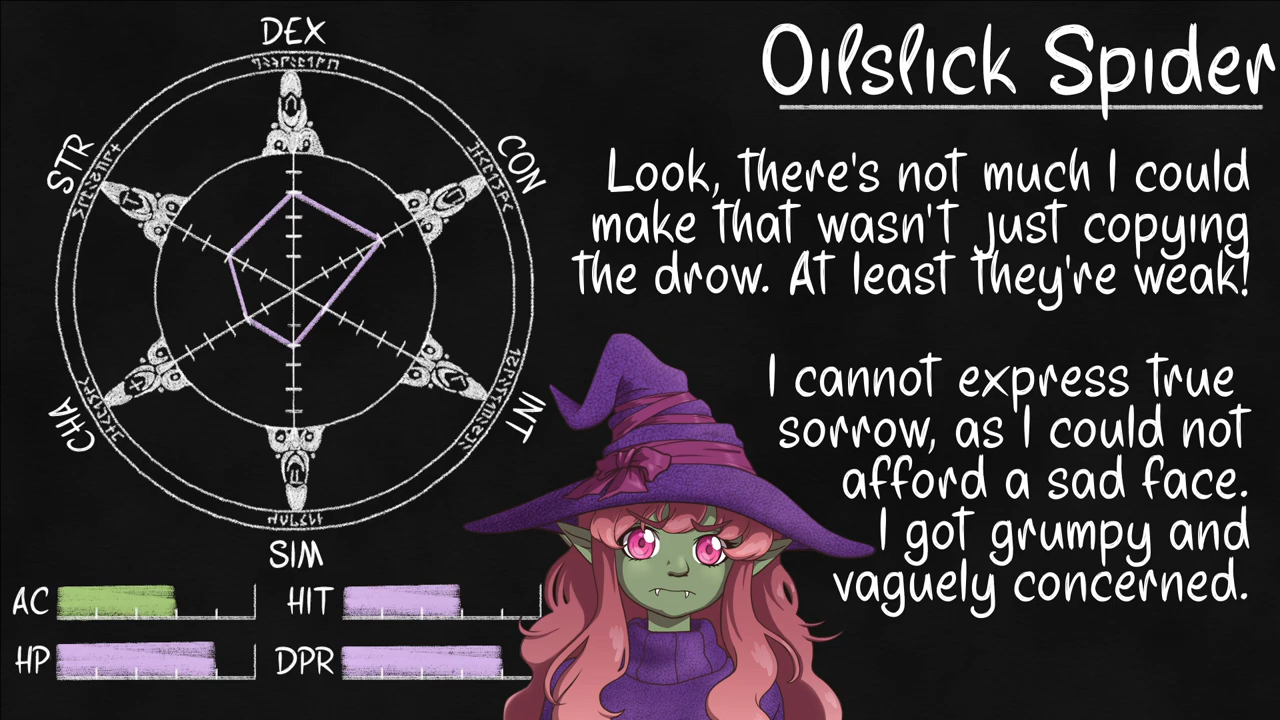 Oilslick Spider
Look, there's not much I could
make that wasn't just copying
the drow. At least they're weak!
I cannot express true
sorrow, as I could not
afford a sad face.
I got grumpy and
vaguely concerned.
DEX
STR
CON
CHA
INT
SIM
AC
HIT
HP
DPR